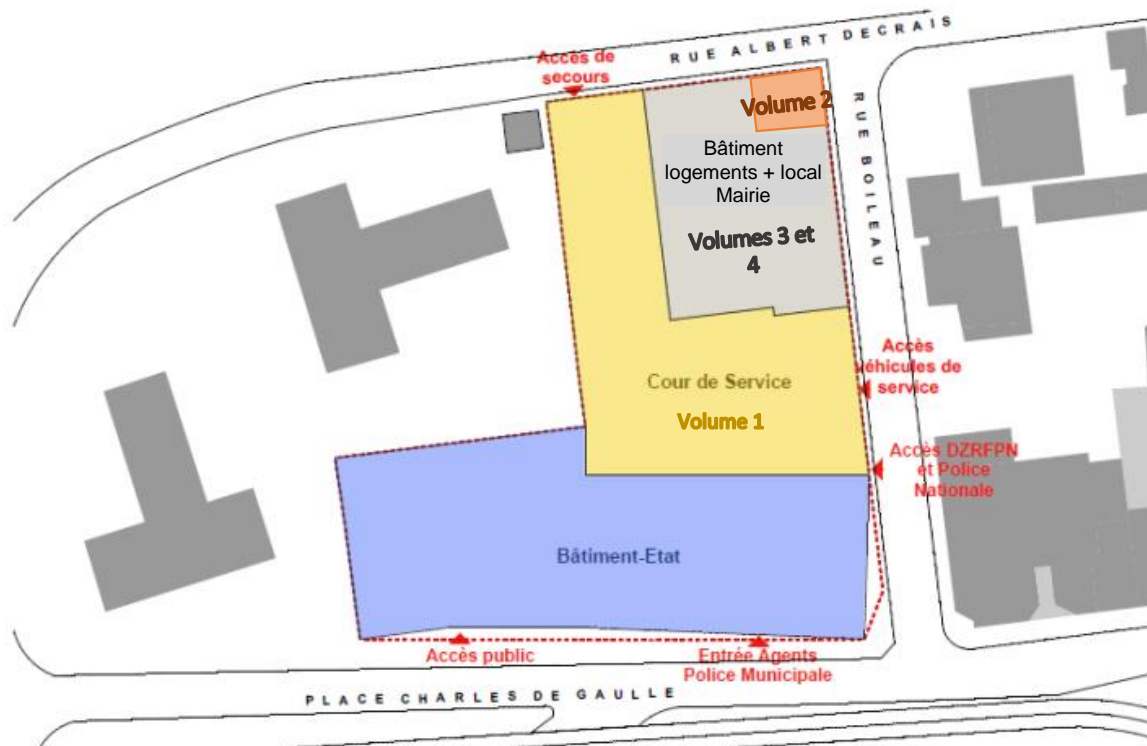 RUE ALBERT DECRAIS
Accès de
secours
Volume 2
RUE BOILEAU
Bâtiment
logements + local
Mairie
Volumes 3 et
4
Accès
véhicules de
service
Cour de Service
Volume 1
Accès DZRFPN
et Police
Nationale
Bâtiment-Etat
Accès public
Entrée Agents
Police Municipale
PLACE CHARLES DE GAULLE